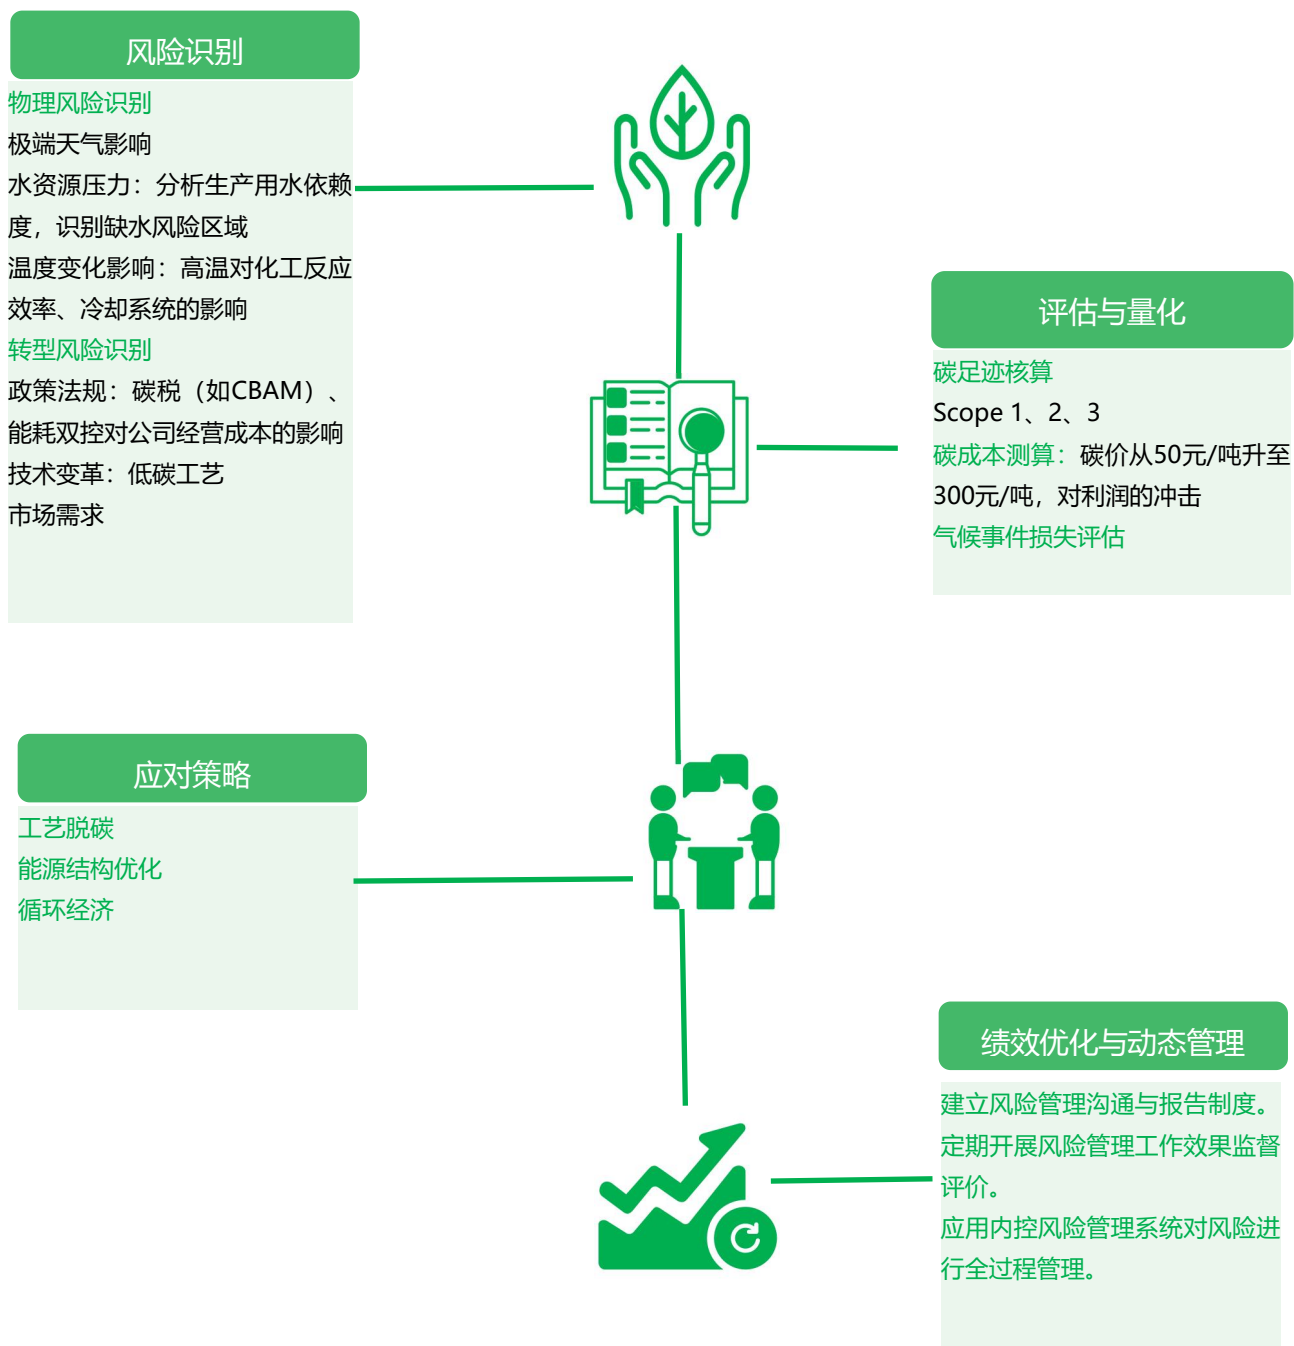 风险识别
物理风险识别
极端天气影响
水资源压力：分析生产用水依赖
度，识别缺水风险区域
温度变化影响：高温对化工反应
效率、冷却系统的影响
转型风险识别
政策法规：碳税（如CBAM）、
能耗双控对公司经营成本的影响
技术变革：低碳工艺
市场需求
评估与量化
碳足迹核算
Scope 1、2、3
碳成本测算：碳价从50元/吨升至
300元/吨，对利润的冲击
气候事件损失评估
应对策略
工艺脱碳
能源结构优化
循环经济
绩效优化与动态管理
建立风险管理沟通与报告制度。
定期开展风险管理工作效果监督
评价。
应用内控风险管理系统对风险进
行全过程管理。